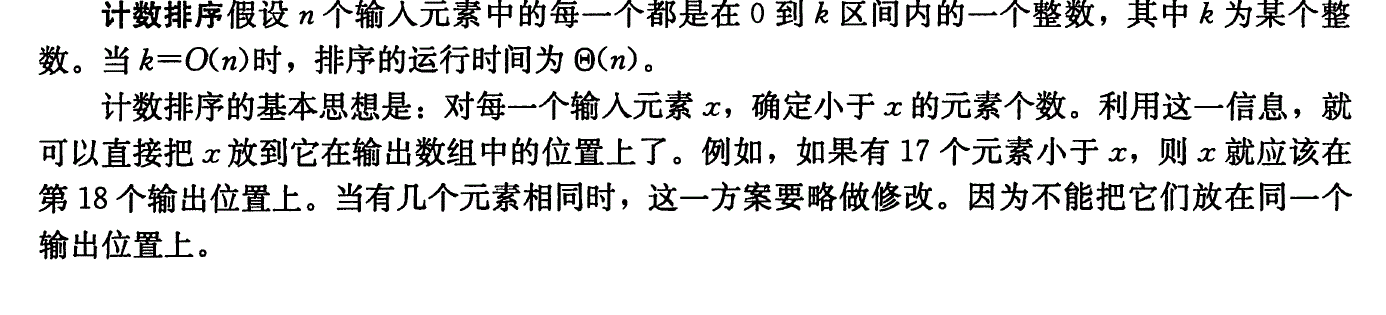 计数排序假设 n 个输入元素中的每一个都是在 0 到 k 区间内的一个整数，其中 k 为某个整
数。当 k=O(n)时，排序的运行时间为 Θ(n)。
计数排序的基本思想是：对每一个输入元素 x，确定小于 x 的元素个数。利用这一信息，就
可以直接把 x 放到它在输出数组中的位置上了。例如，如果有 17 个元素小于 x，则 x 就应该在
第 18 个输出位置上。当有几个元素相同时，这一方案要略做修改。因为不能把它们放在同一个
输出位置上。